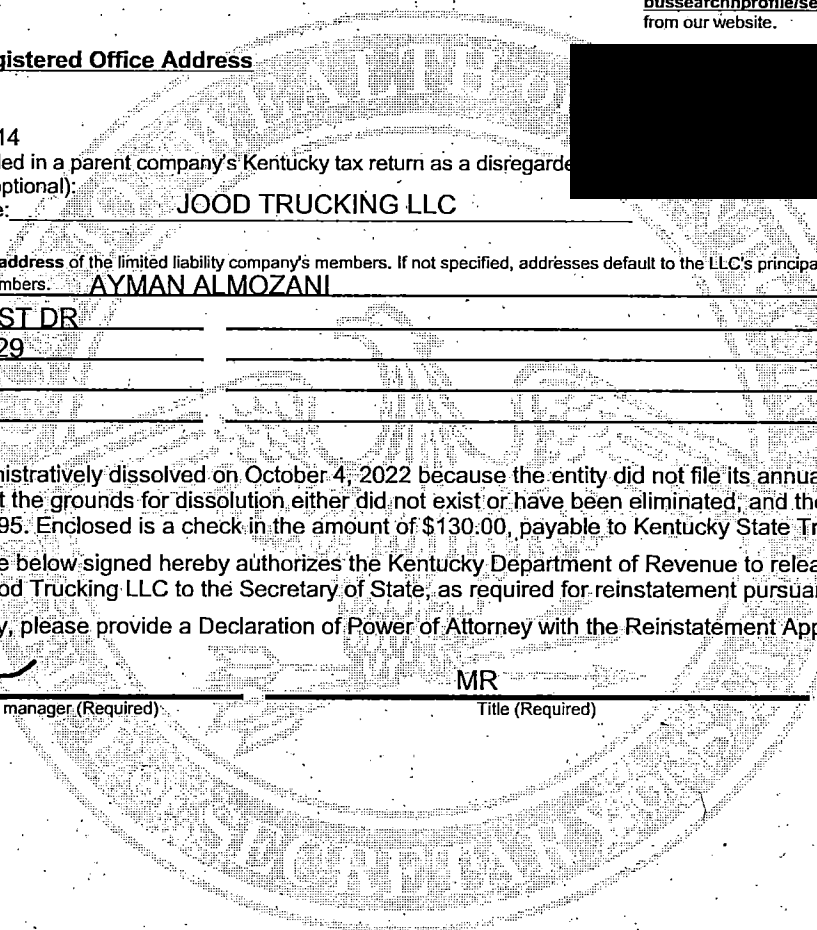 bussearchnprofile/se
from our website.
gistered Office Address
14
led in a parent company's Kentucky tax return as a disregarde
optional):
e: JOOD TRUCKING LLC
address of the limited liability company's members. If not specified, addresses default to the LLC's principa
mbers. AYMAN ALMOZANI
ST DR
29
nistratively dissolved on October 4, 2022 because the entity did not file its annua
t the grounds for dissolution either did not exist or have been eliminated, and the
95. Enclosed is a check in the amount of $130.00, payable to Kentucky State Tr
e below signed hereby authorizes the Kentucky Department of Revenue to relea
od Trucking LLC to the Secretary of State, as required for reinstatement pursuan
y, please provide a Declaration of Power of Attorney with the Reinstatement App
MR
manager (Required) Title (Required)